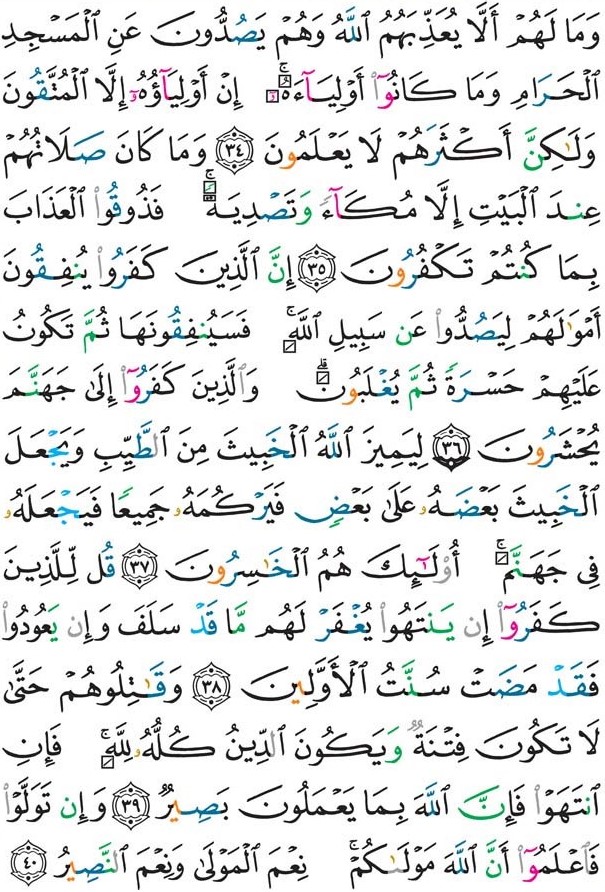 وَمَا لَهُمْ أَلَّا يُعَذِّبَهُمُ ٱللَّهُ وَهُمْ يَصُدُّونَ عَنِ ٱلْمَسْجِدِ
ٱلْحَرَامِ وَمَا كَانُوٓا۟ أَوْلِيَآءَهُۥٓ ۚ إِنْ أَوْلِيَآؤُهُۥٓ إِلَّا ٱلْمُتَّقُونَ
وَلَـٰكِنَّ أَكْثَرَهُمْ لَا يَعْلَمُونَ ٣٤ وَمَا كَانَ صَلَاتُهُمْ
عِندَ ٱلْبَيْتِ إِلَّا مُكَآءً وَتَصْدِيَةً ۚ فَذُوقُوا۟ ٱلْعَذَابَ
بِمَا كُنتُمْ تَكْفُرُونَ ٣٥ إِنَّ ٱلَّذِينَ كَفَرُوا۟ يُنفِقُونَ
أَمْوَٰلَهُمْ لِيَصُدُّوا۟ عَن سَبِيلِ ٱللَّهِ ۚ فَسَيُنفِقُونَهَا ثُمَّ تَكُونُ
عَلَيْهِمْ حَسْرَةً ثُمَّ يُغْلَبُونَ ۗ وَٱلَّذِينَ كَفَرُوٓا۟ إِلَىٰ جَهَنَّمَ
يُحْشَرُونَ ٣٦ لِيَمِيزَ ٱللَّهُ ٱلْخَبِيثَ مِنَ ٱلطَّيِّبِ وَيَجْعَلَ
ٱلْخَبِيثَ بَعْضَهُۥ عَلَىٰ بَعْضٍ فَيَرْكُمَهُۥ جَمِيعًا فَيَجْعَلَهُۥ
فِى جَهَنَّمَ ۚ أُو۟لَـٰٓئِكَ هُمُ ٱلْخَـٰسِرُونَ ٣٧ قُل لِّلَّذِينَ
كَفَرُوٓا۟ إِن يَنتَهُوا۟ يُغْفَرْ لَهُم مَّا قَدْ سَلَفَ وَإِن يَعُودُوا۟
فَقَدْ مَضَتْ سُنَّتُ ٱلْأَوَّلِينَ ٣٨ وَقَـٰتِلُوهُمْ حَتَّىٰ
لَا تَكُونَ فِتْنَةٌ وَيَكُونَ ٱلدِّينُ كُلُّهُۥ لِلَّهِ ۚ فَإِنِ
ٱنتَهَوْا۟ فَإِنَّ ٱللَّهَ بِمَا يَعْمَلُونَ بَصِيرٌ ٣٩ وَإِن تَوَلَّوْا۟
فَٱعْلَمُوٓا۟ أَنَّ ٱللَّهَ مَوْلَىٰكُمْ ۚ نِعْمَ ٱلْمَوْلَىٰ وَنِعْمَ ٱلنَّصِيرُ ٤٠